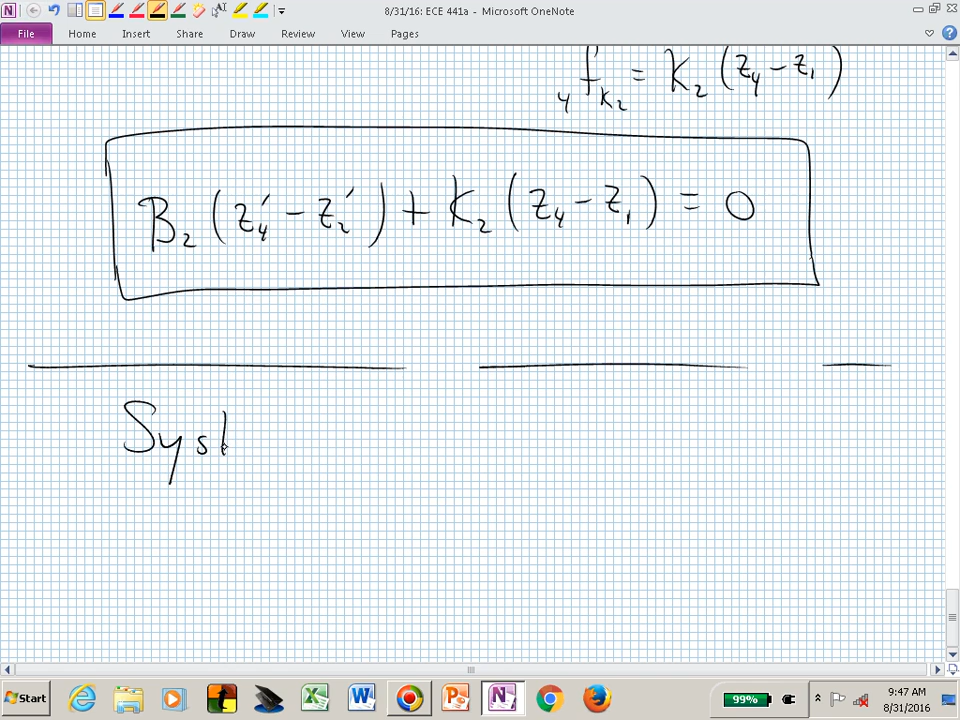 8/31/16: ECE 441a - Microsoft OneNote
File Home Insert Share Draw Review View Pages
₄f'K₂ = K₂ (z₄ - z₁)
B₂ (z₄' - z₂') + K₂ (z₄ - z₁) = 0
Syst
Start
99%
9:47 AM
8/31/2016